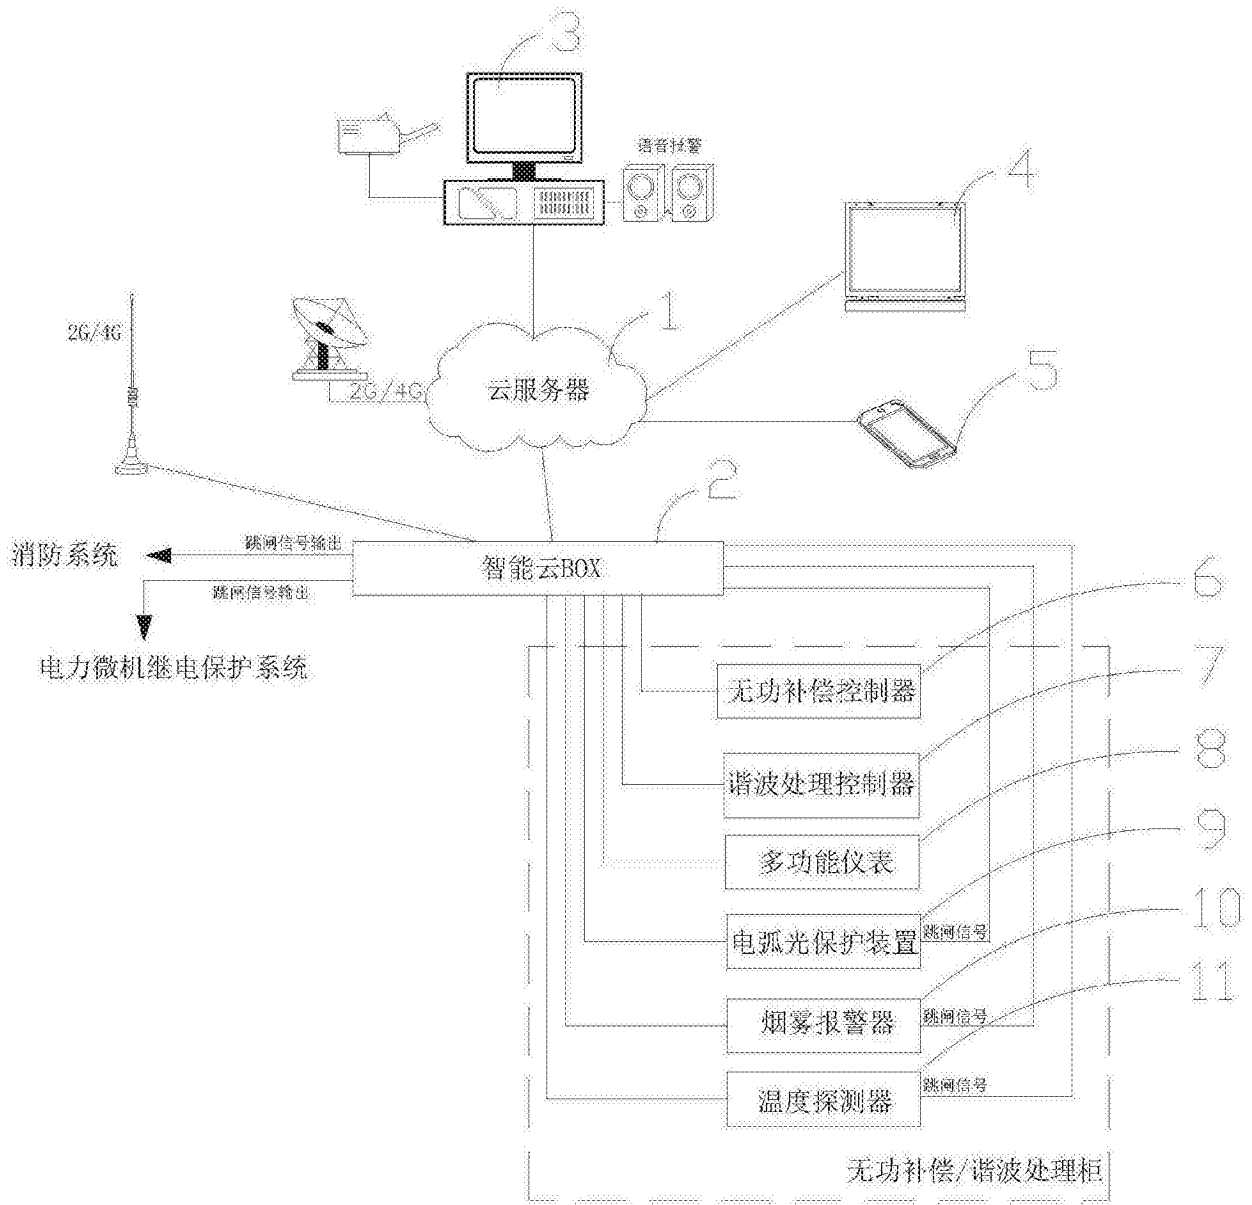 3
语音报警
4
1
2G/4G
2G/4G
云服务器
5
2
消防系统
跳闸信号输出
智能云BOX
跳闸信号输出
6
电力微机继电保护系统
无功补偿控制器
7
谐波处理控制器
8
多功能仪表
9
电弧光保护装置
跳闸信号
10
烟雾报警器
跳闸信号
11
温度探测器
跳闸信号
无功补偿/谐波处理柜